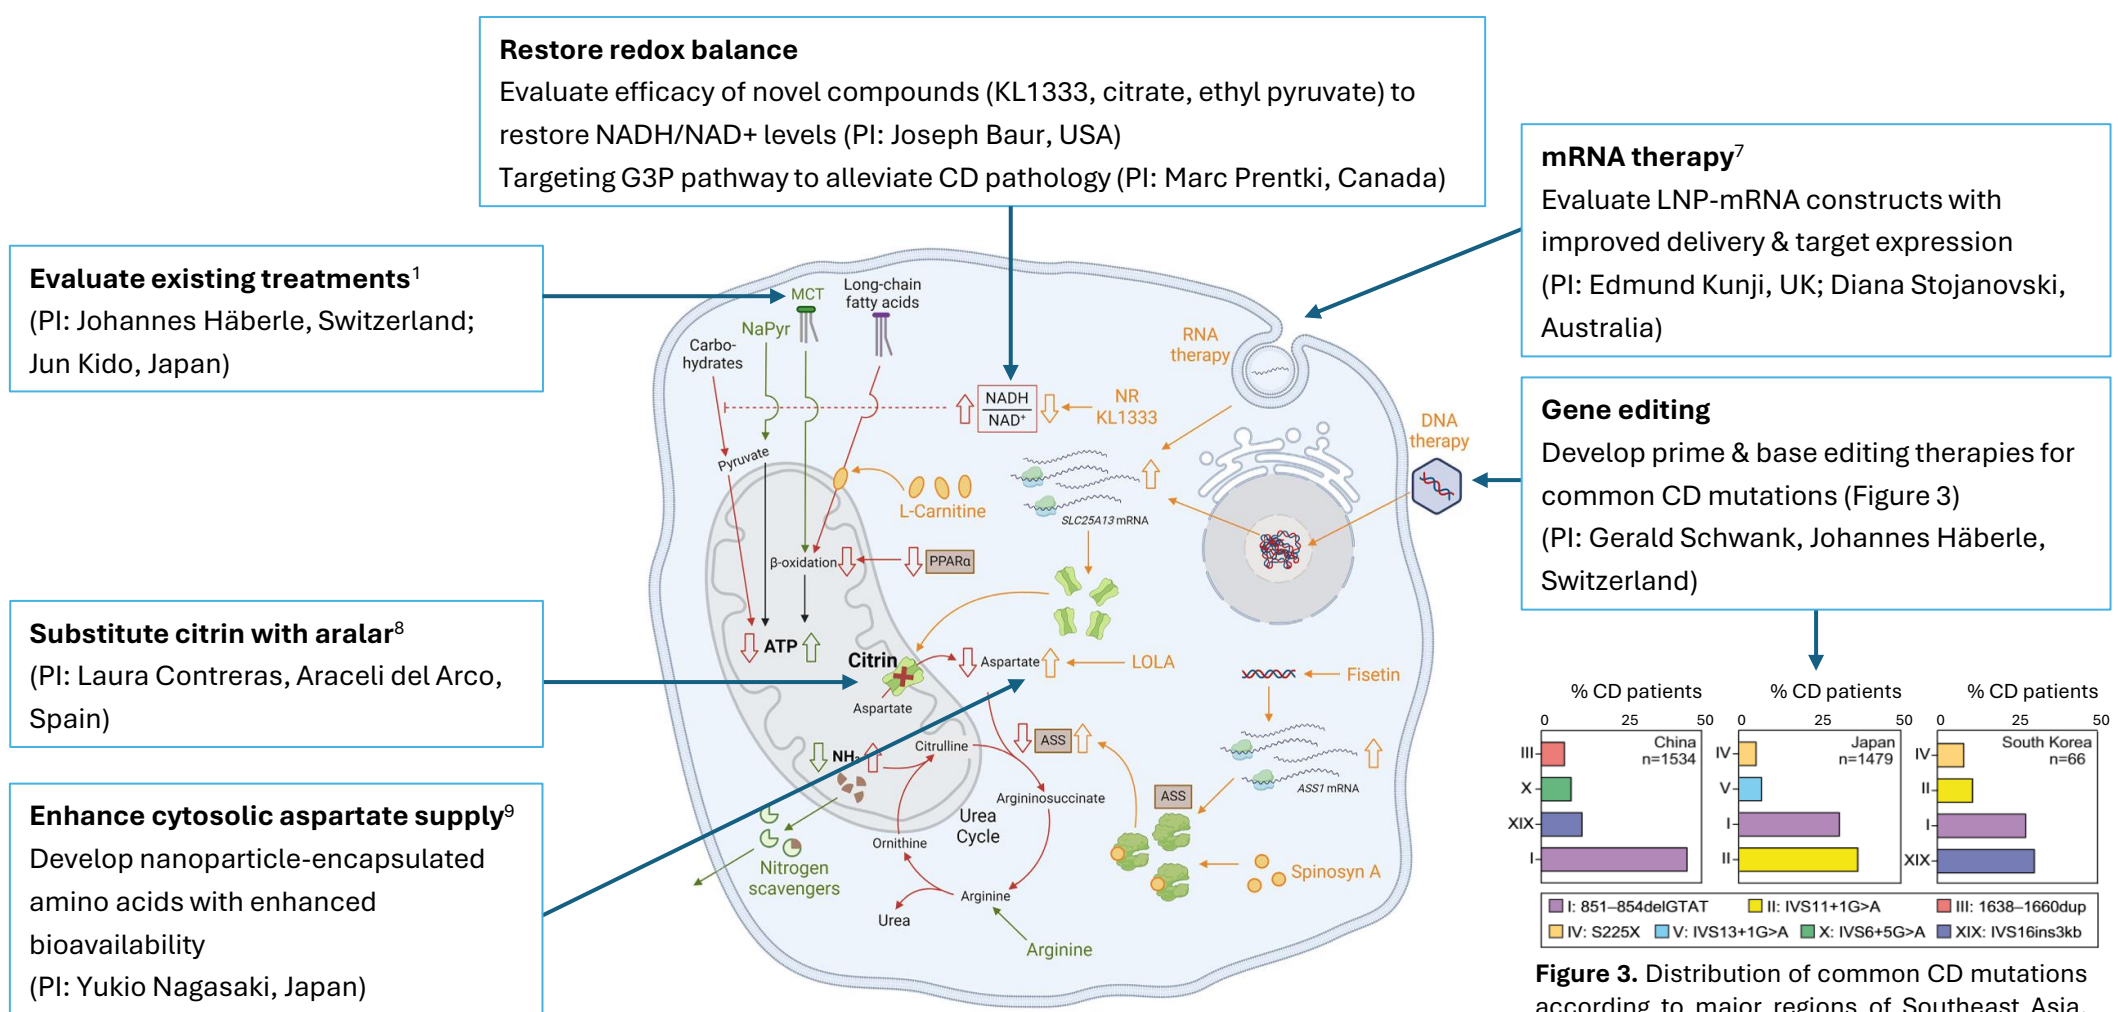 Restore redox balance
Evaluate efficacy of novel compounds (KL1333, citrate, ethyl pyruvate) to
restore NADH/NAD+ levels (PI: Joseph Baur, USA)
Targeting G3P pathway to alleviate CD pathology (PI: Marc Prentki, Canada)
mRNA therapy7
Evaluate LNP-mRNA constructs with
improved delivery & target expression
(PI: Edmund Kunji, UK; Diana Stojanovski,
Australia)
Evaluate existing treatments1
(PI: Johannes Häberle, Switzerland;
Jun Kido, Japan)
Gene editing
Develop prime & base editing therapies for
common CD mutations (Figure 3)
(PI: Gerald Schwank, Johannes Häberle,
Switzerland)
Substitute citrin with aralar8
(PI: Laura Contreras, Araceli del Arco,
Spain)
Enhance cytosolic aspartate supply9
Develop nanoparticle-encapsulated
amino acids with enhanced
bioavailability
(PI: Yukio Nagasaki, Japan)
MCT
Long-chain
fatty acids
NaPyr
Carbo-
hydrates
RNA
therapy
NADH
NAD+
NR
KL1333
DNA
therapy
Pyruvate
L-Carnitine
SLC25A13 mRNA
β-oxidation
PPARα
ATP
Citrin
Aspartate
Aspartate
LOLA
Fisetin
NH3
Citrulline
ASS
Argininosuccinate
ASS
ASS1 mRNA
Urea
Cycle
Ornithine
Nitrogen
scavengers
Spinosyn A
Arginine
Urea
Arginine
% CD patients
0 25 50
China
n=1534
III
X
XIX
I
% CD patients
0 25 50
Japan
n=1479
IV
V
I
II
% CD patients
0 25 50
South Korea
n=66
IV
II
I
XIX
I: 851–854delGTAT II: IVS11+1G>A III: 1638–1660dup
IV: S225X V: IVS13+1G>A X: IVS6+5G>A XIX: IVS16ins3kb
Figure 3. Distribution of common CD mutations
according to major regions of Southeast Asia.